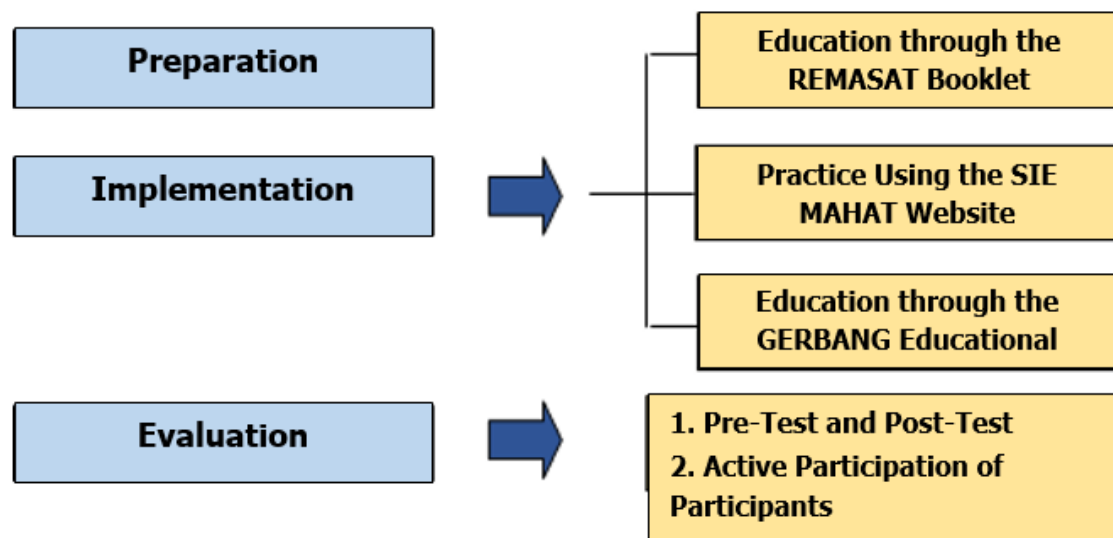 Preparation
Implementation
Education through the
REMASAT Booklet
Practice Using the SIE
MAHAT Website
Education through the
GERBANG Educational
Evaluation
1. Pre-Test and Post-Test
2. Active Participation of
Participants